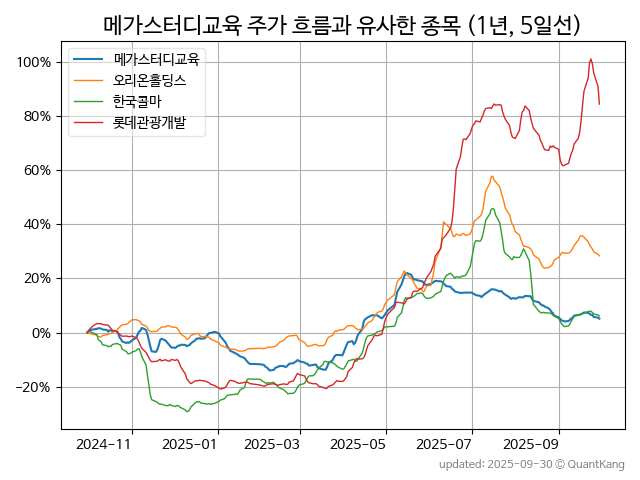 메가스터디교육 주가 흐름과 유사한 종목 (1년, 5일선)
메가스터디교육
오리온홀딩스
한국콜마
롯데관광개발
100%
80%
60%
40%
20%
0%
−20%
2024-11
2025-01
2025-03
2025-05
2025-07
2025-09
updated: 2025-09-30 © QuantKang